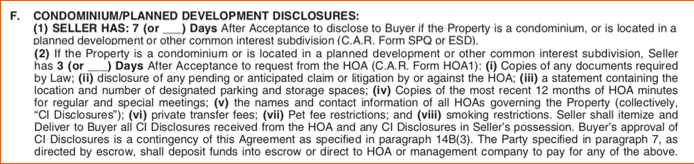 F. CONDOMINIUM/PLANNED DEVELOPMENT DISCLOSURES:
(1) SELLER HAS: 7 (or ___) Days After Acceptance to disclose to Buyer if the Property is a condominium, or is located in a
planned development or other common interest subdivision (C.A.R. Form SPQ or ESD).
(2) If the Property is a condominium or is located in a planned development or other common interest subdivision, Seller
has 3 (or ___) Days After Acceptance to request from the HOA (C.A.R. Form HOA1): (i) Copies of any documents required
by Law; (ii) disclosure of any pending or anticipated claim or litigation by or against the HOA; (iii) a statement containing the
location and number of designated parking and storage spaces; (iv) Copies of the most recent 12 months of HOA minutes
for regular and special meetings; (v) the names and contact information of all HOAs governing the Property (collectively,
"CI Disclosures"); (vi) private transfer fees; (vii) Pet fee restrictions; and (viii) smoking restrictions. Seller shall itemize and
Deliver to Buyer all CI Disclosures received from the HOA and any CI Disclosures in Seller's possession. Buyer's approval of
CI Disclosures is a contingency of this Agreement as specified in paragraph 14B(3). The Party specified in paragraph 7, as
directed by escrow, shall deposit funds into escrow or direct to HOA or management company to pay for any of the above.